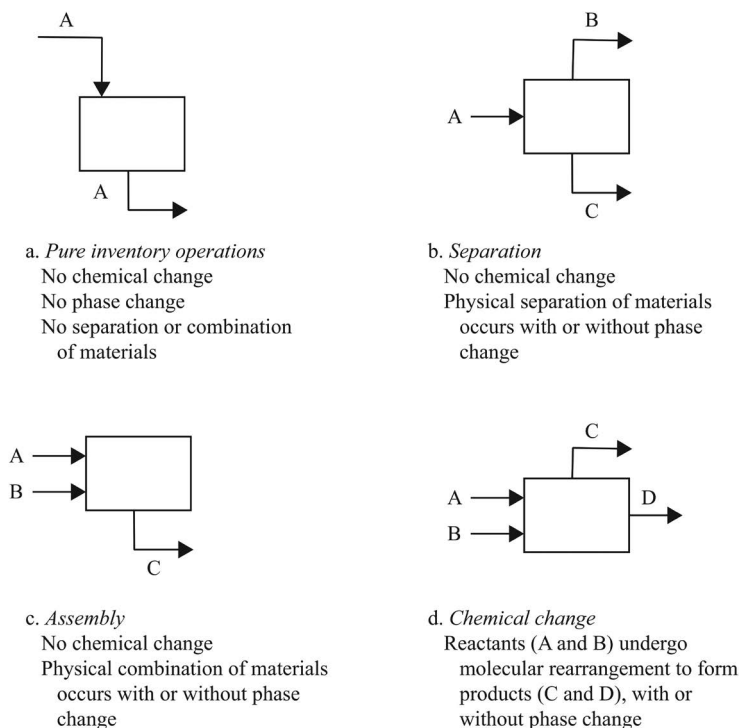 A
A
a. Pure inventory operations
No chemical change
No phase change
No separation or combination
of materials
B
A
C
b. Separation
No chemical change
Physical separation of materials
occurs with or without phase
change
A
B
C
c. Assembly
No chemical change
Physical combination of materials
occurs with or without phase
change
C
A
D
B
d. Chemical change
Reactants (A and B) undergo
molecular rearrangement to form
products (C and D), with or
without phase change